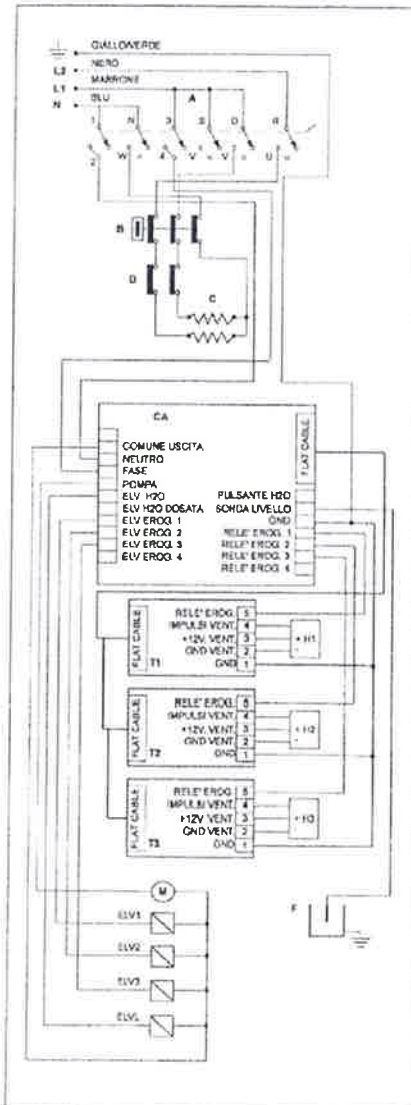 GIALLO/VERDE
L2 NERO
L1 MARRONE
N BLU
A
1 N 3 S D R
2 W 4 V V U
B
D
C
CA
FLAT CABLE
COMUNE USCITA
NEUTRO
FASE
POMPA
ELV H2O
ELV H2O DOSATA
ELV EROG. 1
ELV EROG. 2
ELV EROG. 3
ELV EROG. 4
PULSANTE H2O
SONDA LIVELLO
GND
RELE' EROG. 1
RELE' EROG. 2
RELE' EROG. 3
RELE' EROG. 4
FLAT CABLE
T1
RELE' EROG. 5
IMPULSI VENT. 4
+12V. VENT. 3
GND VENT. 2
GND 1
+ H1 -
FLAT CABLE
T2
RELE' EROG. 5
IMPULSI VENT. 4
+12V. VENT. 3
GND VENT. 2
GND 1
+ H2 -
FLAT CABLE
T3
RELE' EROG. 5
IMPULSI VENT. 4
+12V VENT. 3
GND VENT. 2
GND 1
+ H3 -
M
ELV1
ELV2
ELV3
ELVL
F